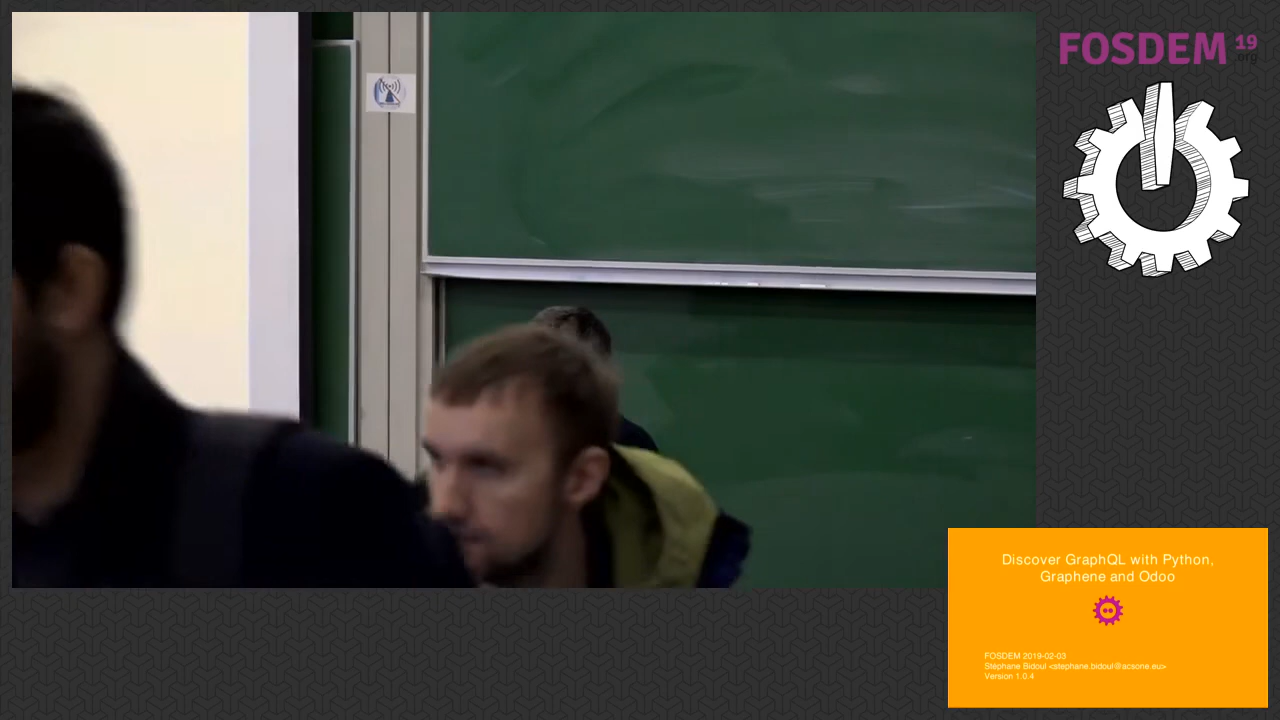 FOSDEM 19
.org
Discover GraphQL with Python,
Graphene and Odoo
FOSDEM 2019-02-03
Stéphane Bidoul <stephane.bidoul@acsone.eu>
Version 1.0.4